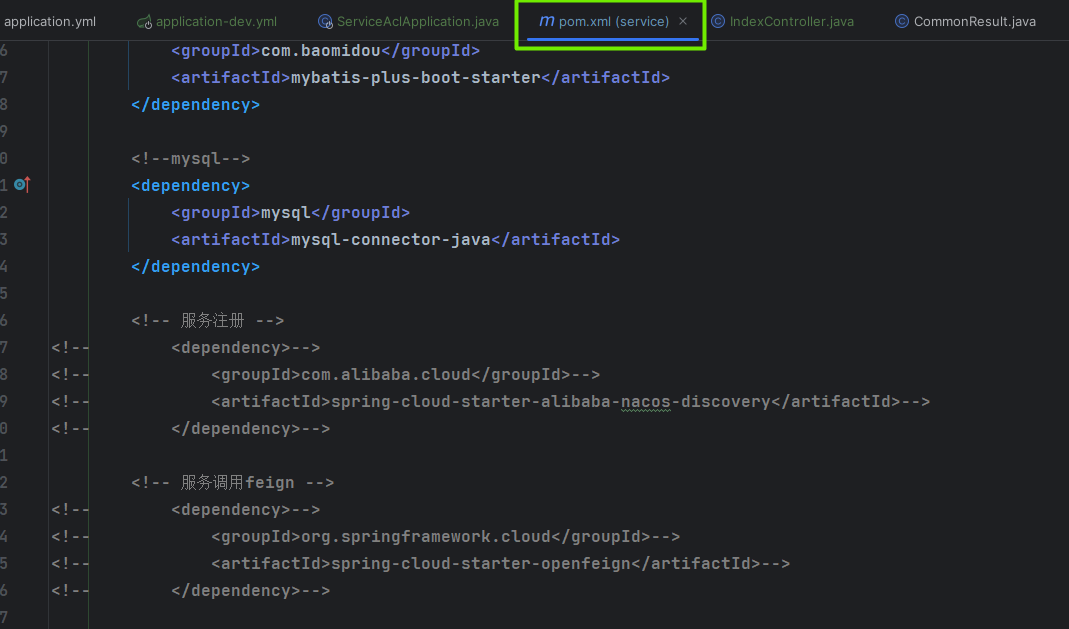 application.yml application-dev.yml ServiceAclApplication.java pom.xml (service) IndexController.java CommonResult.java
6 <groupId>com.baomidou</groupId>
7 <artifactId>mybatis-plus-boot-starter</artifactId>
8 </dependency>
9
0 <!--mysql-->
1 <dependency>
2 <groupId>mysql</groupId>
3 <artifactId>mysql-connector-java</artifactId>
4 </dependency>
5
6 <!-- 服务注册 -->
7 <!-- <dependency>-->
8 <!-- <groupId>com.alibaba.cloud</groupId>-->
9 <!-- <artifactId>spring-cloud-starter-alibaba-nacos-discovery</artifactId>-->
0 <!-- </dependency>-->
1
2 <!-- 服务调用feign -->
3 <!-- <dependency>-->
4 <!-- <groupId>org.springframework.cloud</groupId>-->
5 <!-- <artifactId>spring-cloud-starter-openfeign</artifactId>-->
6 <!-- </dependency>-->
7